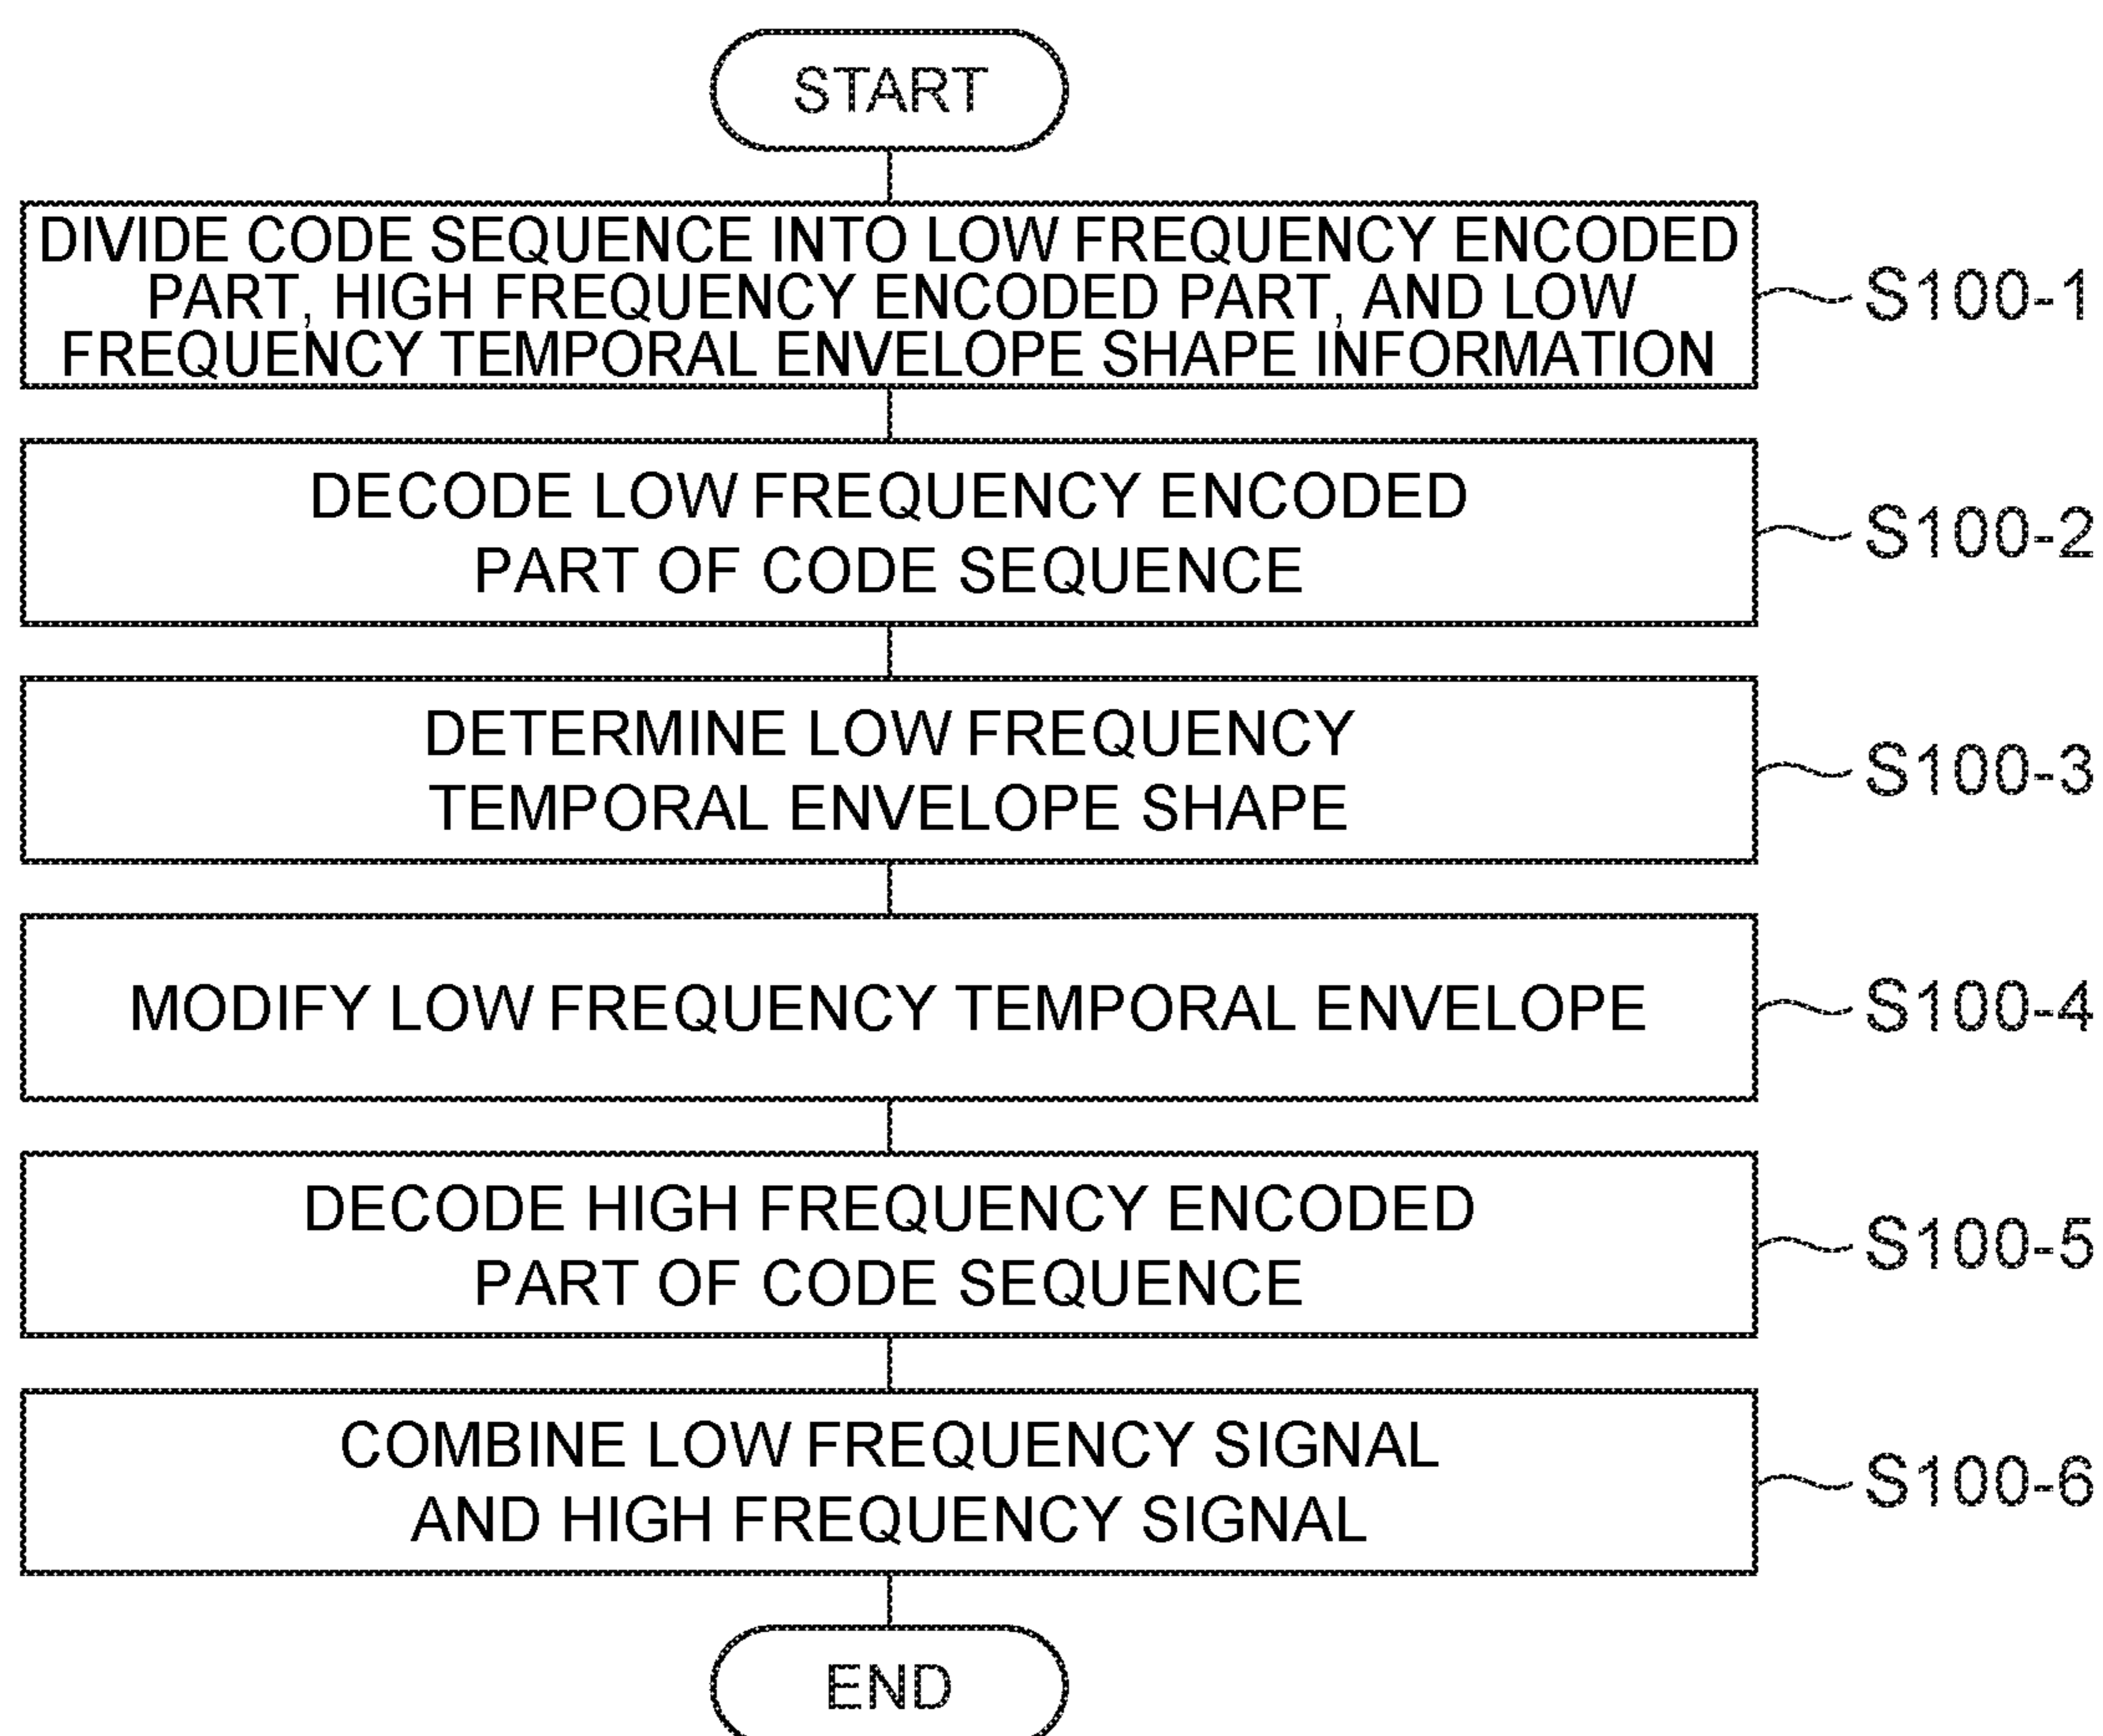 START
DIVIDE CODE SEQUENCE INTO LOW FREQUENCY ENCODED
PART, HIGH FREQUENCY ENCODED PART, AND LOW
FREQUENCY TEMPORAL ENVELOPE SHAPE INFORMATION
S100-1
DECODE LOW FREQUENCY ENCODED
PART OF CODE SEQUENCE
S100-2
DETERMINE LOW FREQUENCY
TEMPORAL ENVELOPE SHAPE
S100-3
MODIFY LOW FREQUENCY TEMPORAL ENVELOPE
S100-4
DECODE HIGH FREQUENCY ENCODED
PART OF CODE SEQUENCE
S100-5
COMBINE LOW FREQUENCY SIGNAL
AND HIGH FREQUENCY SIGNAL
S100-6
END